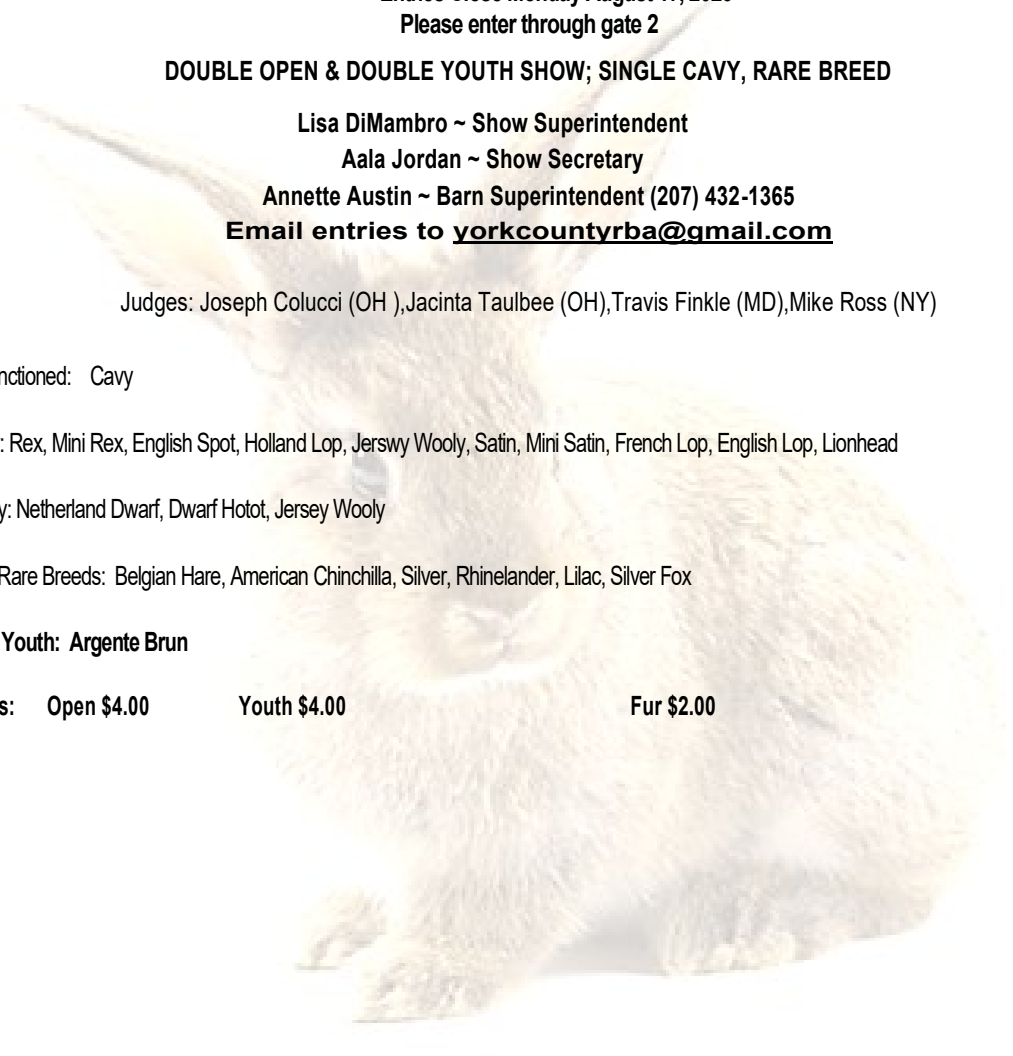 Please enter through gate 2
DOUBLE OPEN & DOUBLE YOUTH SHOW; SINGLE CAVY, RARE BREED
Lisa DiMambro ~ Show Superintendent
Aala Jordan ~ Show Secretary
Annette Austin ~ Barn Superintendent (207) 432-1365
Email entries to yorkcountyrba@gmail.com
Judges: Joseph Colucci (OH ),Jacinta Taulbee (OH),Travis Finkle (MD),Mike Ross (NY)
Cavy
: Rex, Mini Rex, English Spot, Holland Lop, Jerswy Wooly, Satin, Mini Satin, French Lop, English Lop, Lionhead
: Netherland Dwarf, Dwarf Hotot, Jersey Wooly
Rare Breeds: Belgian Hare, American Chinchilla, Silver, Rhinelander, Lilac, Silver Fox
Youth: Argente Brun
Open $4.00 Youth $4.00 Fur $2.00